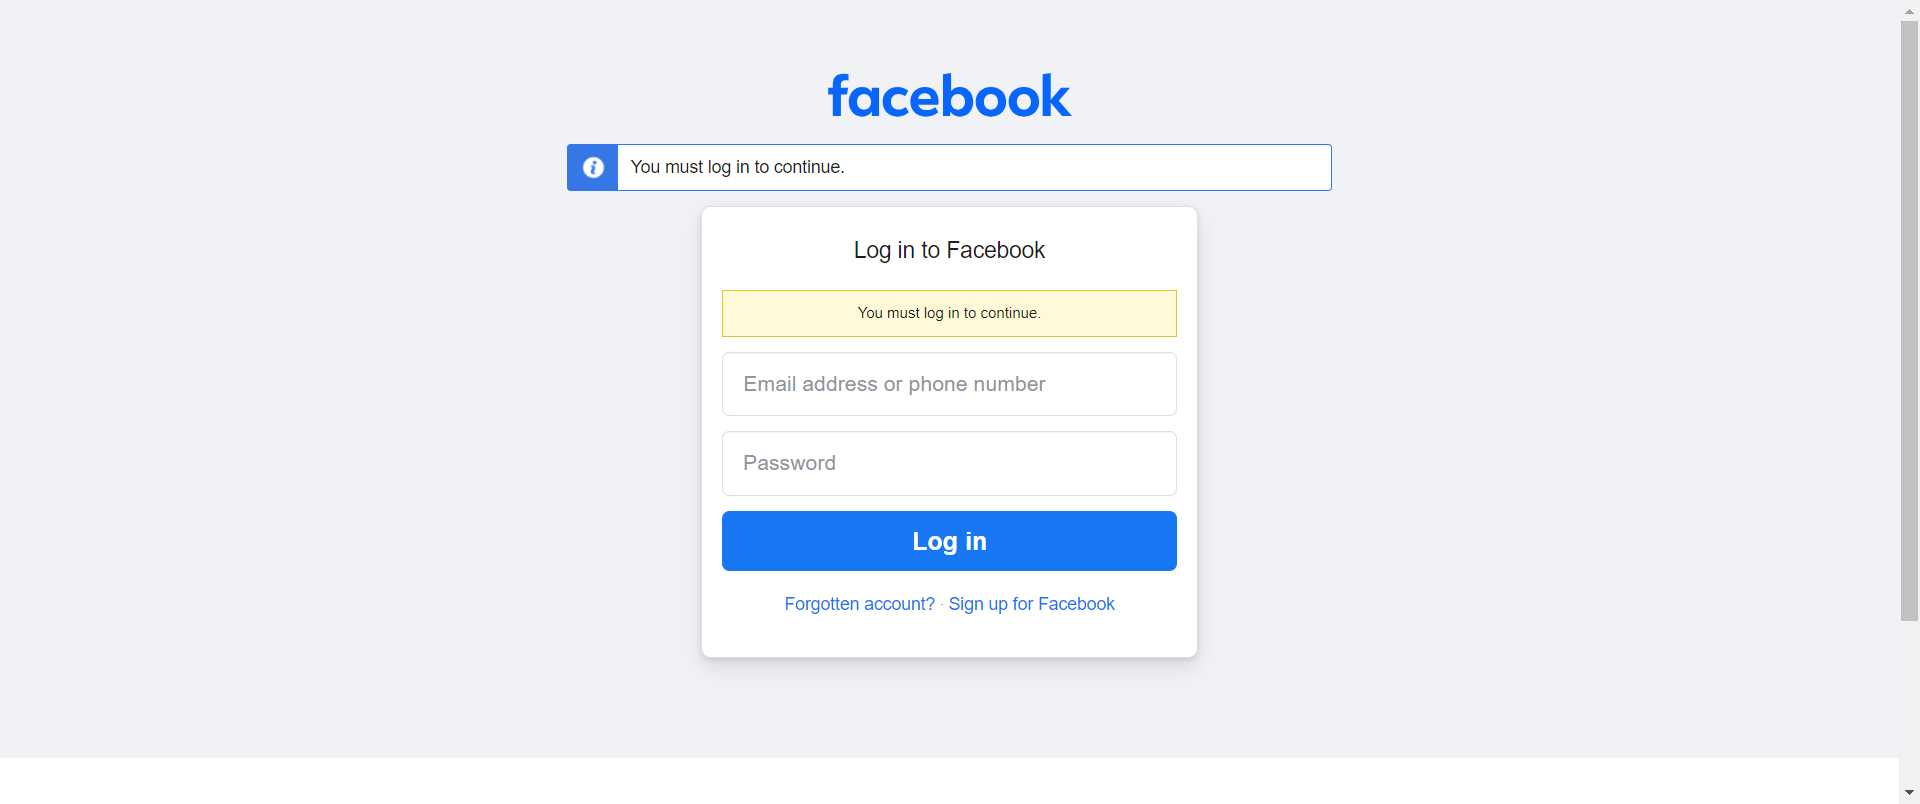 facebook
You must log in to continue.
Log in to Facebook
You must log in to continue.
Email address or phone number
Password
Log in
Forgotten account? · Sign up for Facebook